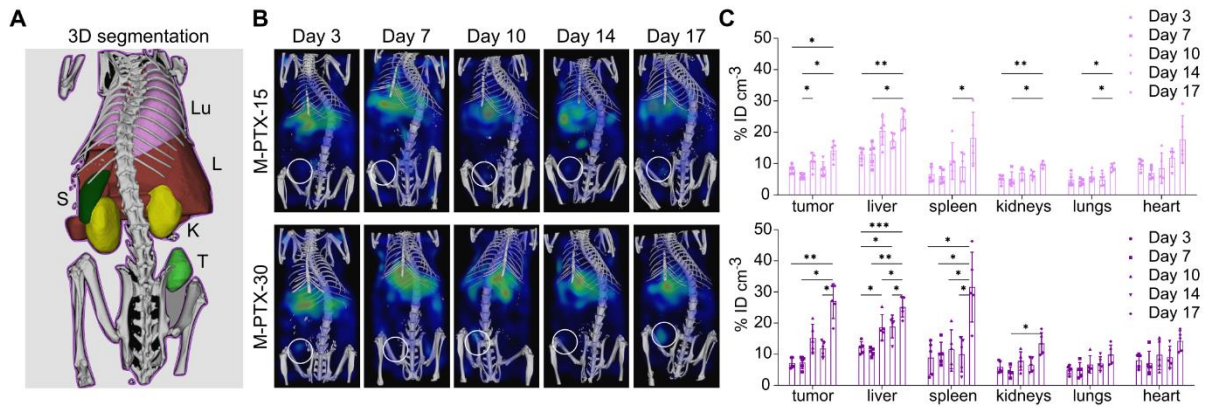 A
3D segmentation
Lu
L
S
K
T
B
Day 3 Day 7 Day 10 Day 14 Day 17
M-PTX-15
M-PTX-30
C
% ID cm-3
50
40
30
20
10
0
* * * ** * * ** * * *
tumor liver spleen kidneys lungs heart
Day 3
Day 7
Day 10
Day 14
Day 17
% ID cm-3
50
40
30
20
10
0
** * * *** * ** * * * * * * *
tumor liver spleen kidneys lungs heart
Day 3
Day 7
Day 10
Day 14
Day 17